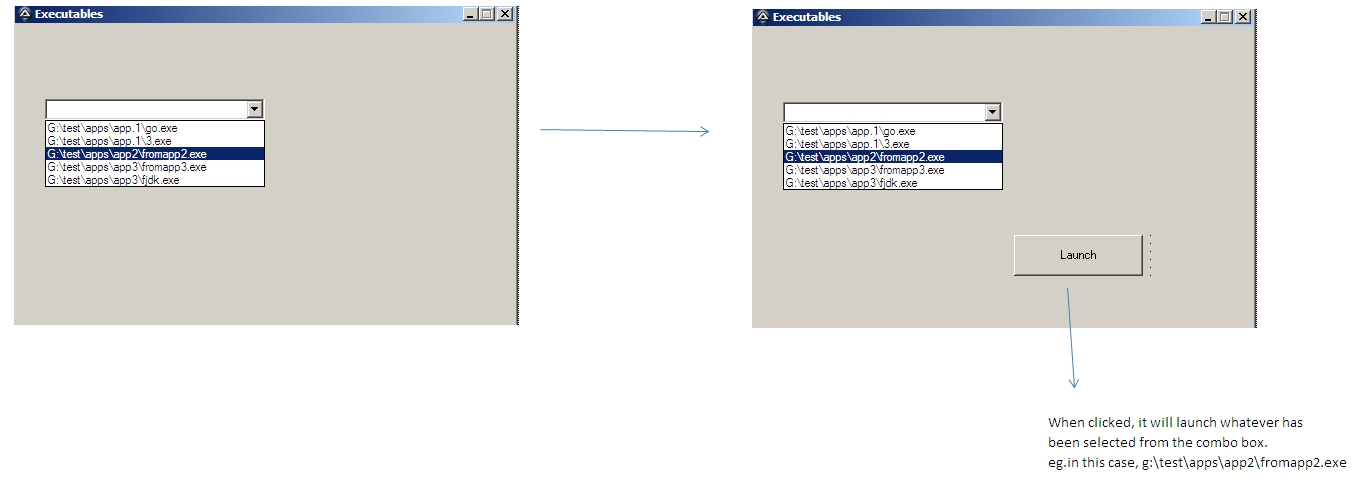 Executables
G:\test\apps\app.1\go.exe
G:\test\apps\app.1\3.exe
G:\test\apps\app2\fromapp2.exe
G:\test\apps\app3\fromapp3.exe
G:\test\apps\app3\fjdk.exe
Executables
G:\test\apps\app.1\go.exe
G:\test\apps\app.1\3.exe
G:\test\apps\app2\fromapp2.exe
G:\test\apps\app3\fromapp3.exe
G:\test\apps\app3\fjdk.exe
Launch
When clicked, it will launch whatever has
been selected from the combo box.
eg.in this case, g:\test\apps\app2\fromapp2.exe